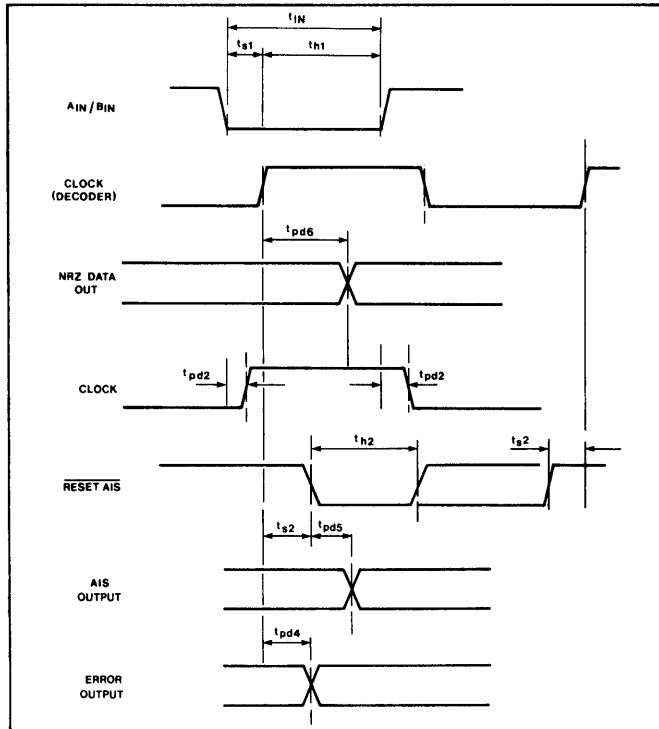 tIN
ts1 th1
AIN/BIN
CLOCK
(DECODER)
tpd6
NRZ DATA
OUT
tpd2 tpd2
CLOCK
th2 ts2
RESET AIS
ts2 tpd5
AIS
OUTPUT
tpd4
ERROR
OUTPUT